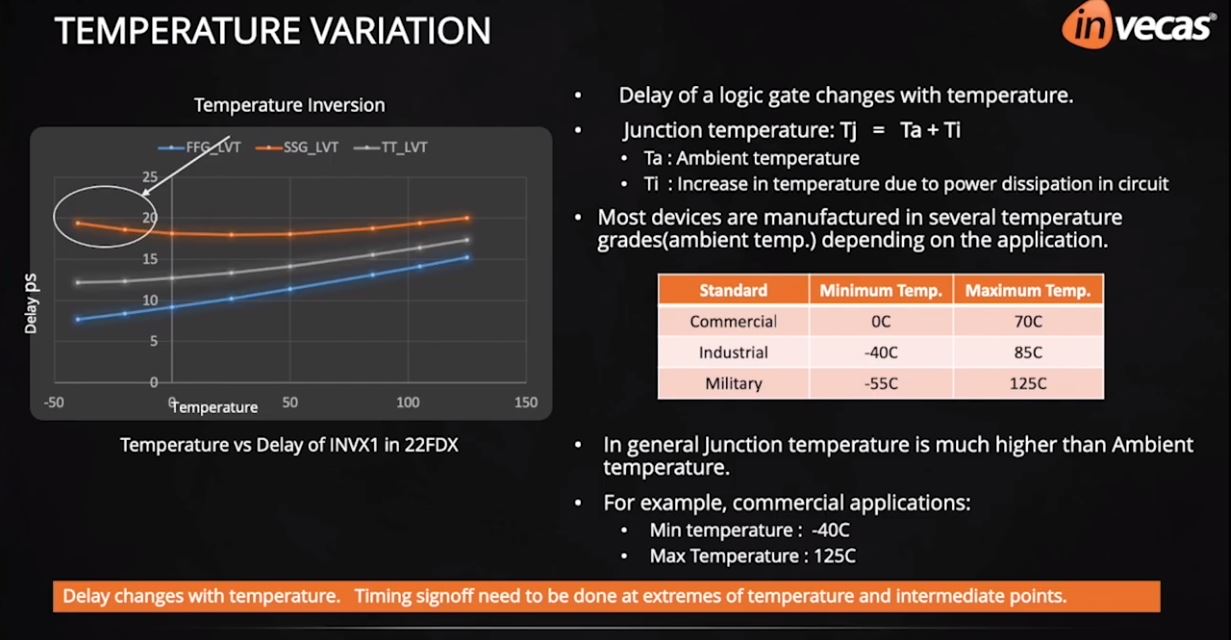 TEMPERATURE VARIATION
invecas®
Temperature Inversion
FFG_LVT SSG_LVT TT_LVT
25
20
15
10
5
0
-50 0 50 100 150
Delay ps
Temperature
Temperature vs Delay of INVX1 in 22FDX
• Delay of a logic gate changes with temperature.
• Junction temperature: Tj = Ta + Ti
• Ta : Ambient temperature
• Ti : Increase in temperature due to power dissipation in circuit
• Most devices are manufactured in several temperature
grades(ambient temp.) depending on the application.
Standard Minimum Temp. Maximum Temp.
Commercial 0C 70C
Industrial -40C 85C
Military -55C 125C
• In general Junction temperature is much higher than Ambient
temperature.
• For example, commercial applications:
• Min temperature : -40C
• Max Temperature : 125C
Delay changes with temperature. Timing signoff need to be done at extremes of temperature and intermediate points.